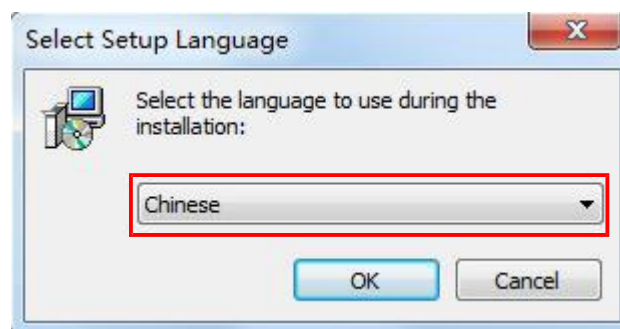 Select Setup Language
Select the language to use during the
installation:
Chinese
OK
Cancel